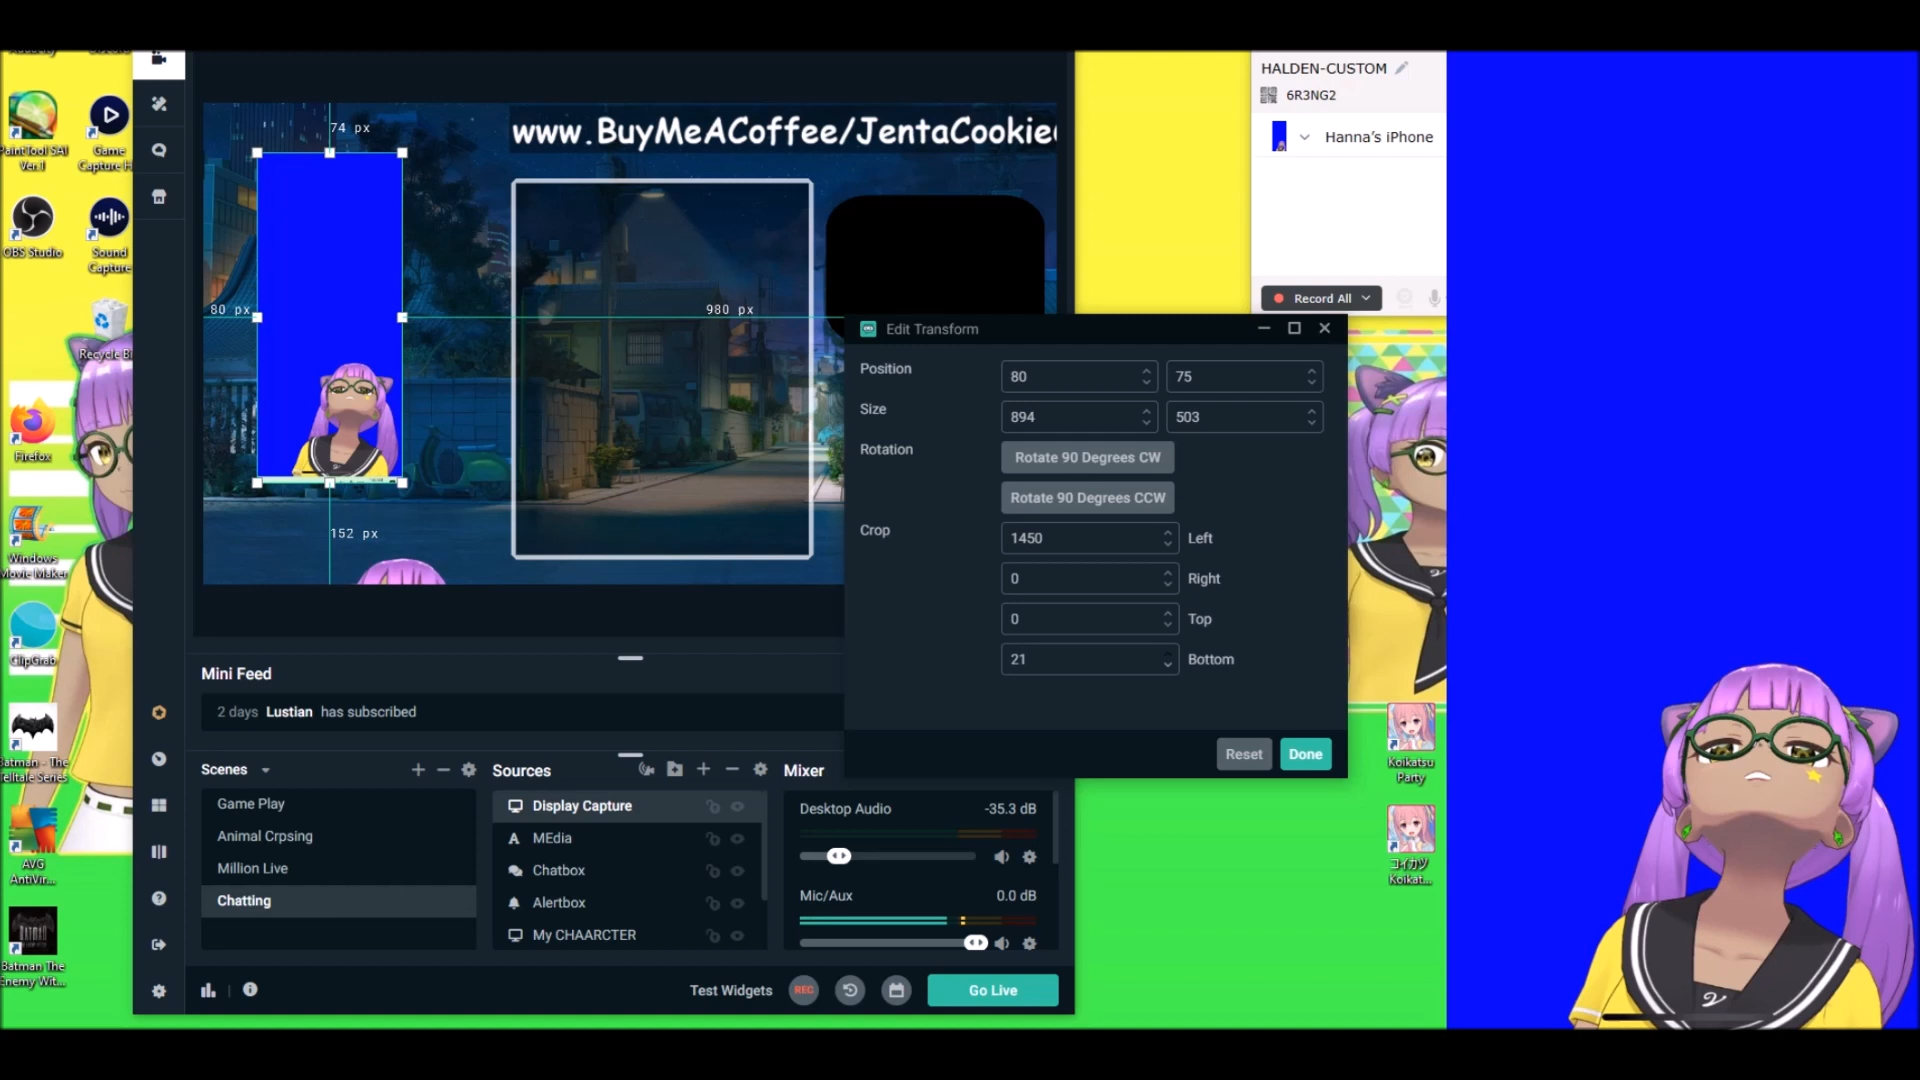 PaintTool SAI
Ver.1
Game
Capture H
OBS Studio
Sound
Capture
Recycle Bi
Firefox
Windows
Movie Maker
ClipGrab
Batman - The
Telltale Series
AVG
AntiVir...
Batman The
Enemy Wit...
74 px
www.BuyMeACoffee/JentaCookie
80 px
980 px
152 px
HALDEN-CUSTOM
6R3NG2
Hanna's iPhone
Record All
Edit Transform
Position
80
75
Size
894
503
Rotation
Rotate 90 Degrees CW
Rotate 90 Degrees CCW
Crop
1450
Left
0
Right
0
Top
21
Bottom
Reset
Done
Mini Feed
2 days Lustian has subscribed
Scenes
Game Play
Animal Crpsing
Million Live
Chatting
Sources
Display Capture
MEdia
Chatbox
Alertbox
My CHAARCTER
Mixer
Desktop Audio
-35.3 dB
Mic/Aux
0.0 dB
Test Widgets
REC
Go Live
Koikatsu
Party
コイカツ
Koikat...